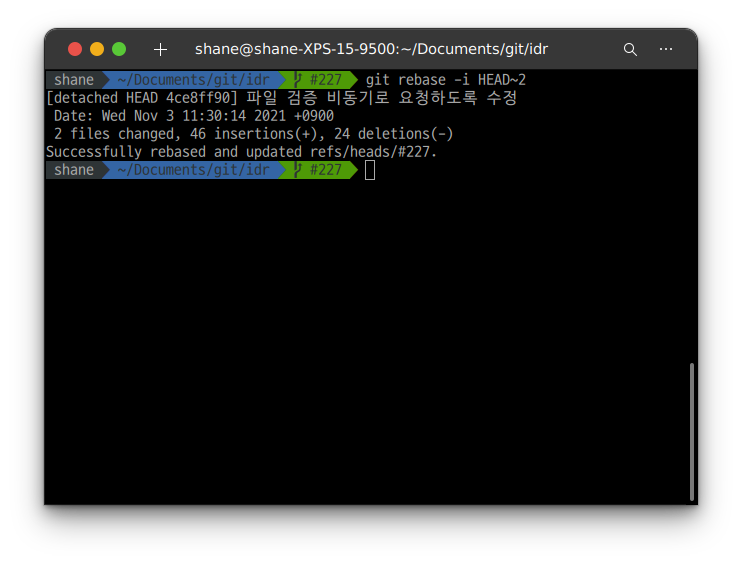 shane@shane-XPS-15-9500:~/Documents/git/idr
shane ~/Documents/git/idr #227 git rebase -i HEAD~2
[detached HEAD 4ce8ff90] 파일 검증 비동기로 요청하도록 수정
Date: Wed Nov 3 11:30:14 2021 +0900
2 files changed, 46 insertions(+), 24 deletions(-)
Successfully rebased and updated refs/heads/#227.
shane ~/Documents/git/idr #227